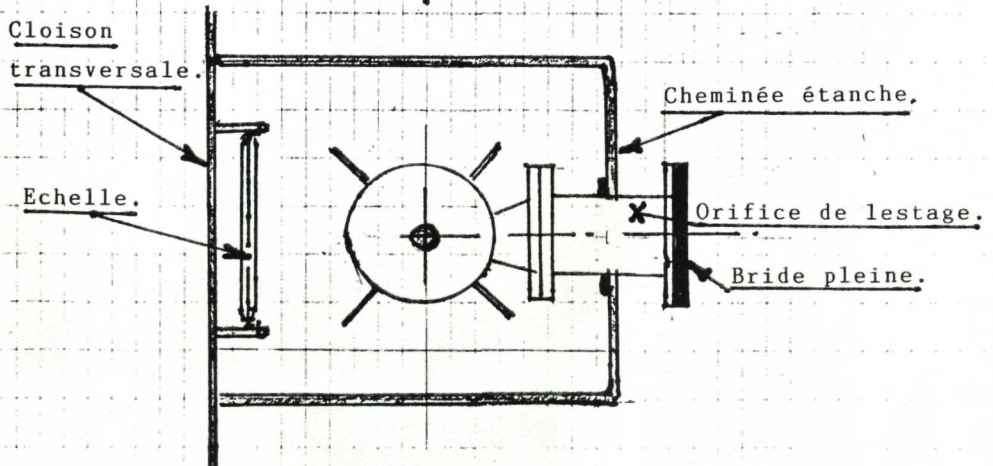 Cloison
transversale.
Cheminée étanche,
Echelle.
Orifice de lestage.
Bride pleine.